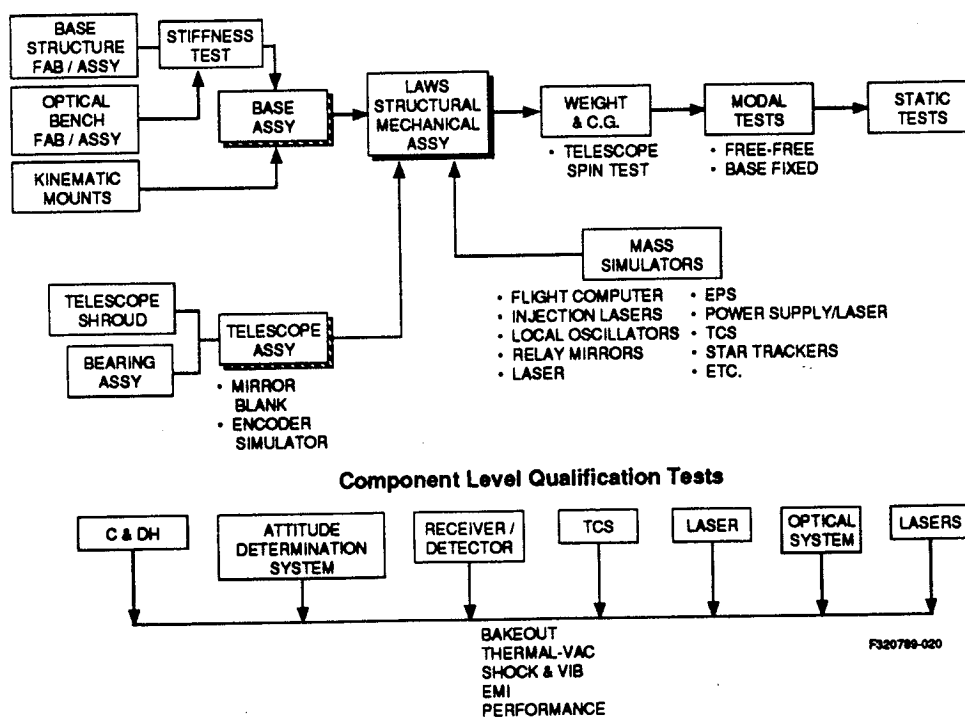 BASE
STRUCTURE
FAB / ASSY
STIFFNESS
TEST
OPTICAL
BENCH
FAB / ASSY
BASE
ASSY
KINEMATIC
MOUNTS
LAWS
STRUCTURAL
MECHANICAL
ASSY
WEIGHT
& C.G.
• TELESCOPE
SPIN TEST
MODAL
TESTS
• FREE-FREE
• BASE FIXED
STATIC
TESTS
MASS
SIMULATORS
• FLIGHT COMPUTER
• INJECTION LASERS
• LOCAL OSCILLATORS
• RELAY MIRRORS
• LASER
• EPS
• POWER SUPPLY/LASER
• TCS
• STAR TRACKERS
• ETC.
TELESCOPE
SHROUD
BEARING
ASSY
TELESCOPE
ASSY
• MIRROR
BLANK
• ENCODER
SIMULATOR
Component Level Qualification Tests
C & DH
ATTITUDE
DETERMINATION
SYSTEM
RECEIVER /
DETECTOR
TCS
LASER
OPTICAL
SYSTEM
LASERS
BAKEOUT
THERMAL-VAC
SHOCK & VIB
EMI
PERFORMANCE
F320789-020